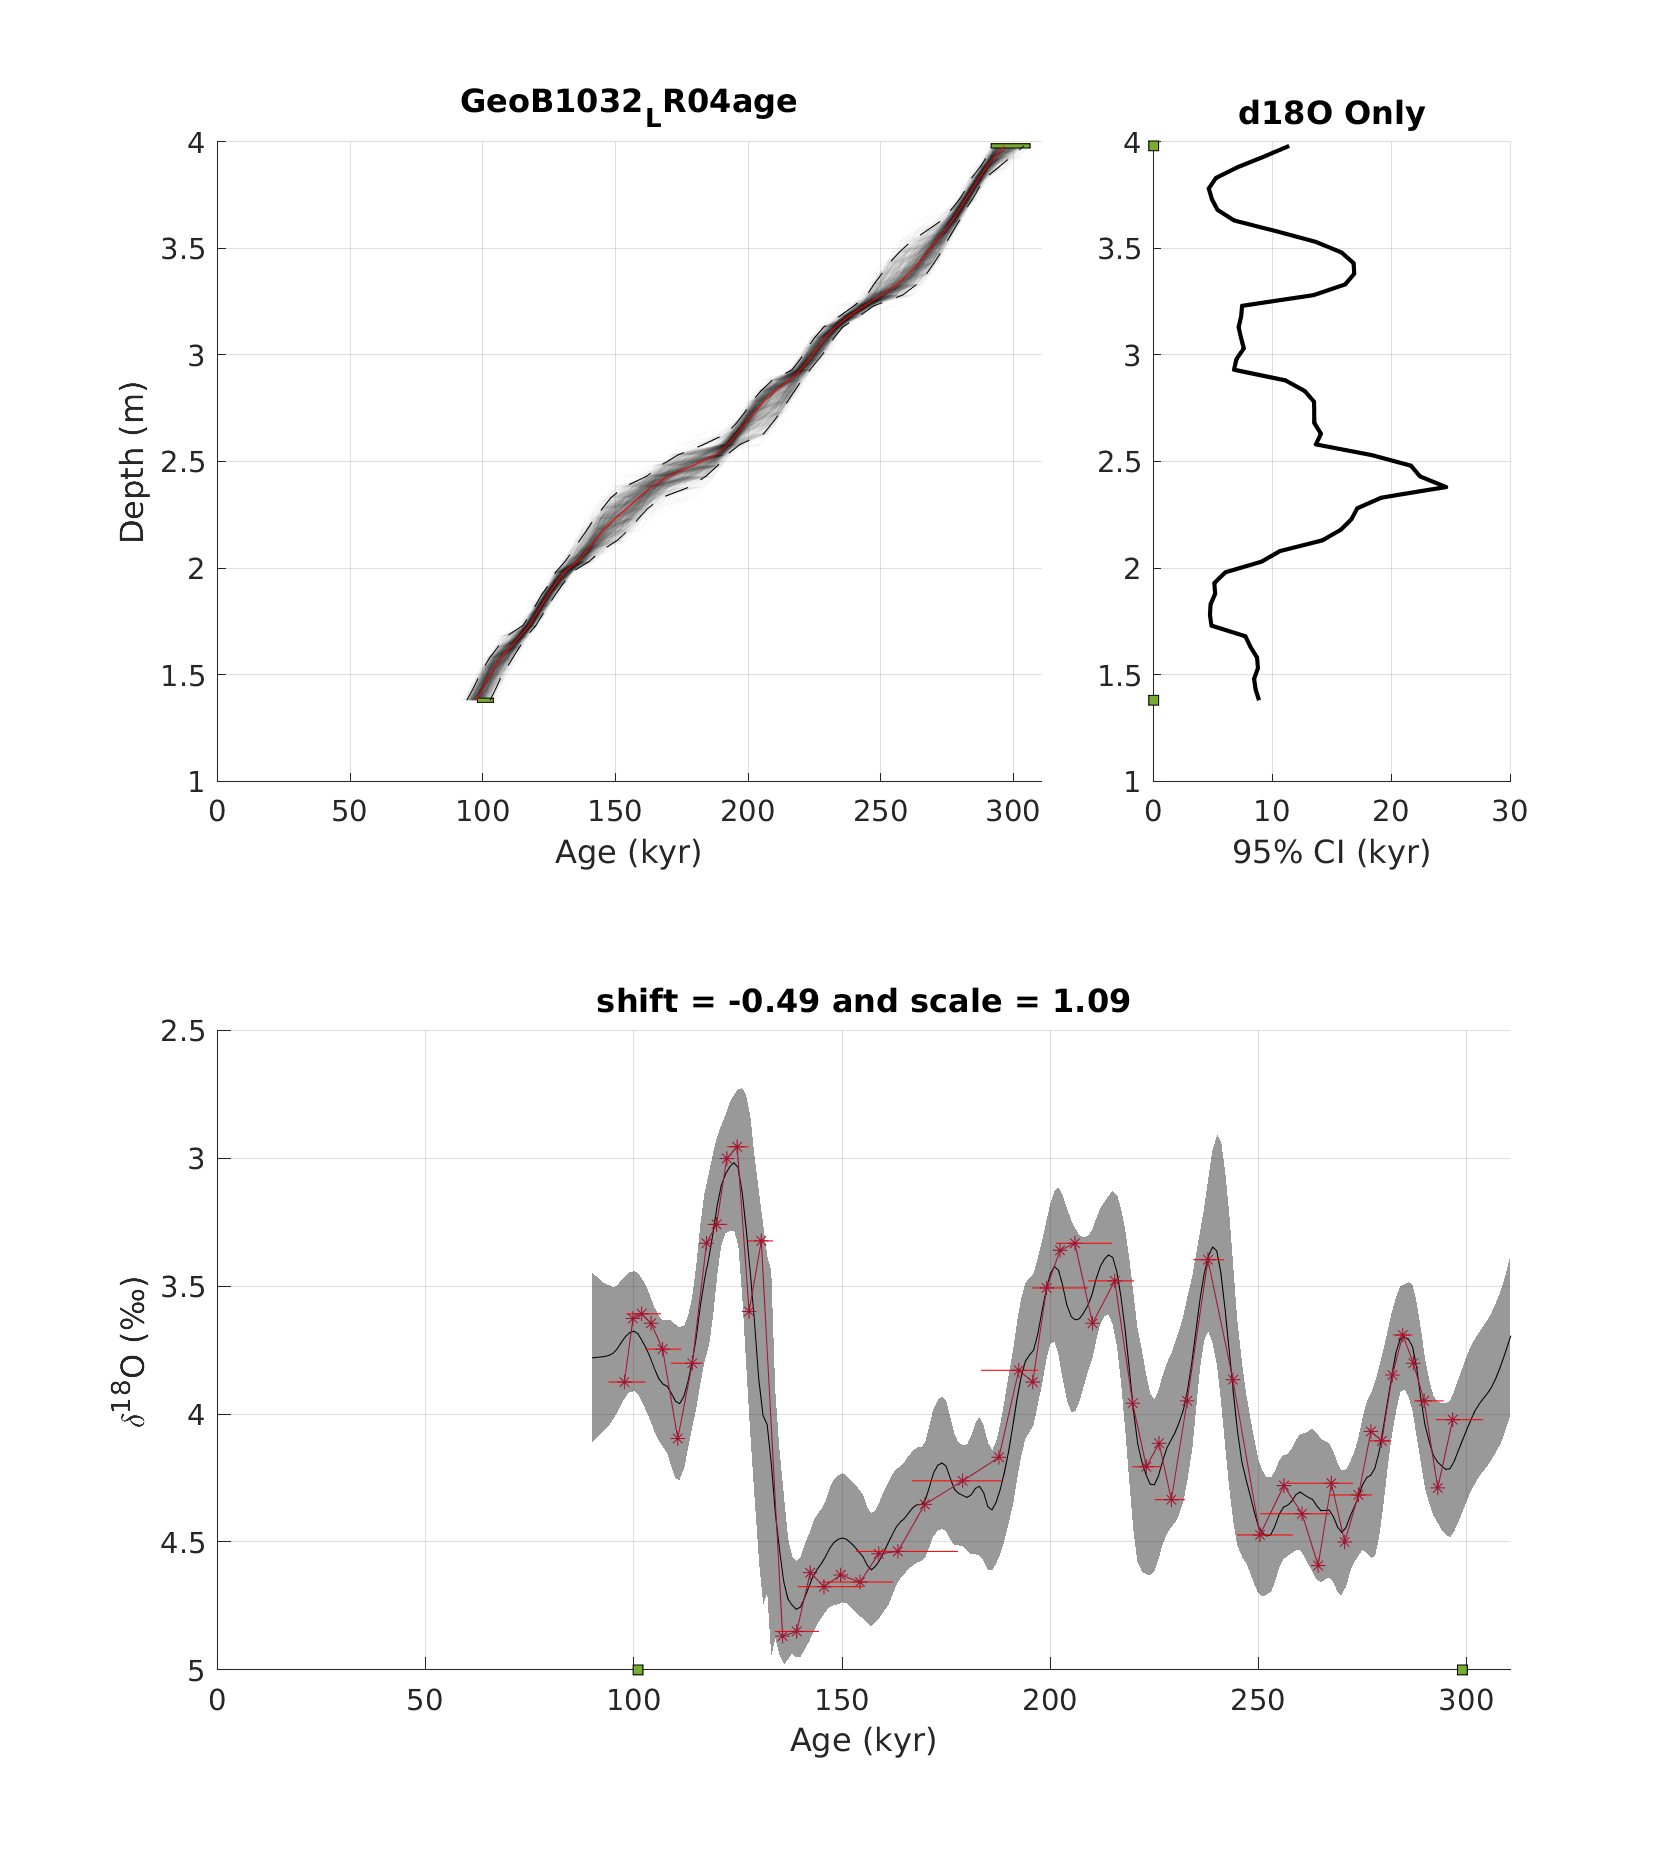 GeoB1032LR04age
d18O Only
4
3.5
3
2.5
2
1.5
1
Depth (m)
0 50 100 150 200 250 300
Age (kyr)
4
3.5
3
2.5
2
1.5
1
0 10 20 30
95% CI (kyr)
shift = -0.49 and scale = 1.09
2.5
3
3.5
4
4.5
5
δ18O (‰)
0 50 100 150 200 250 300
Age (kyr)